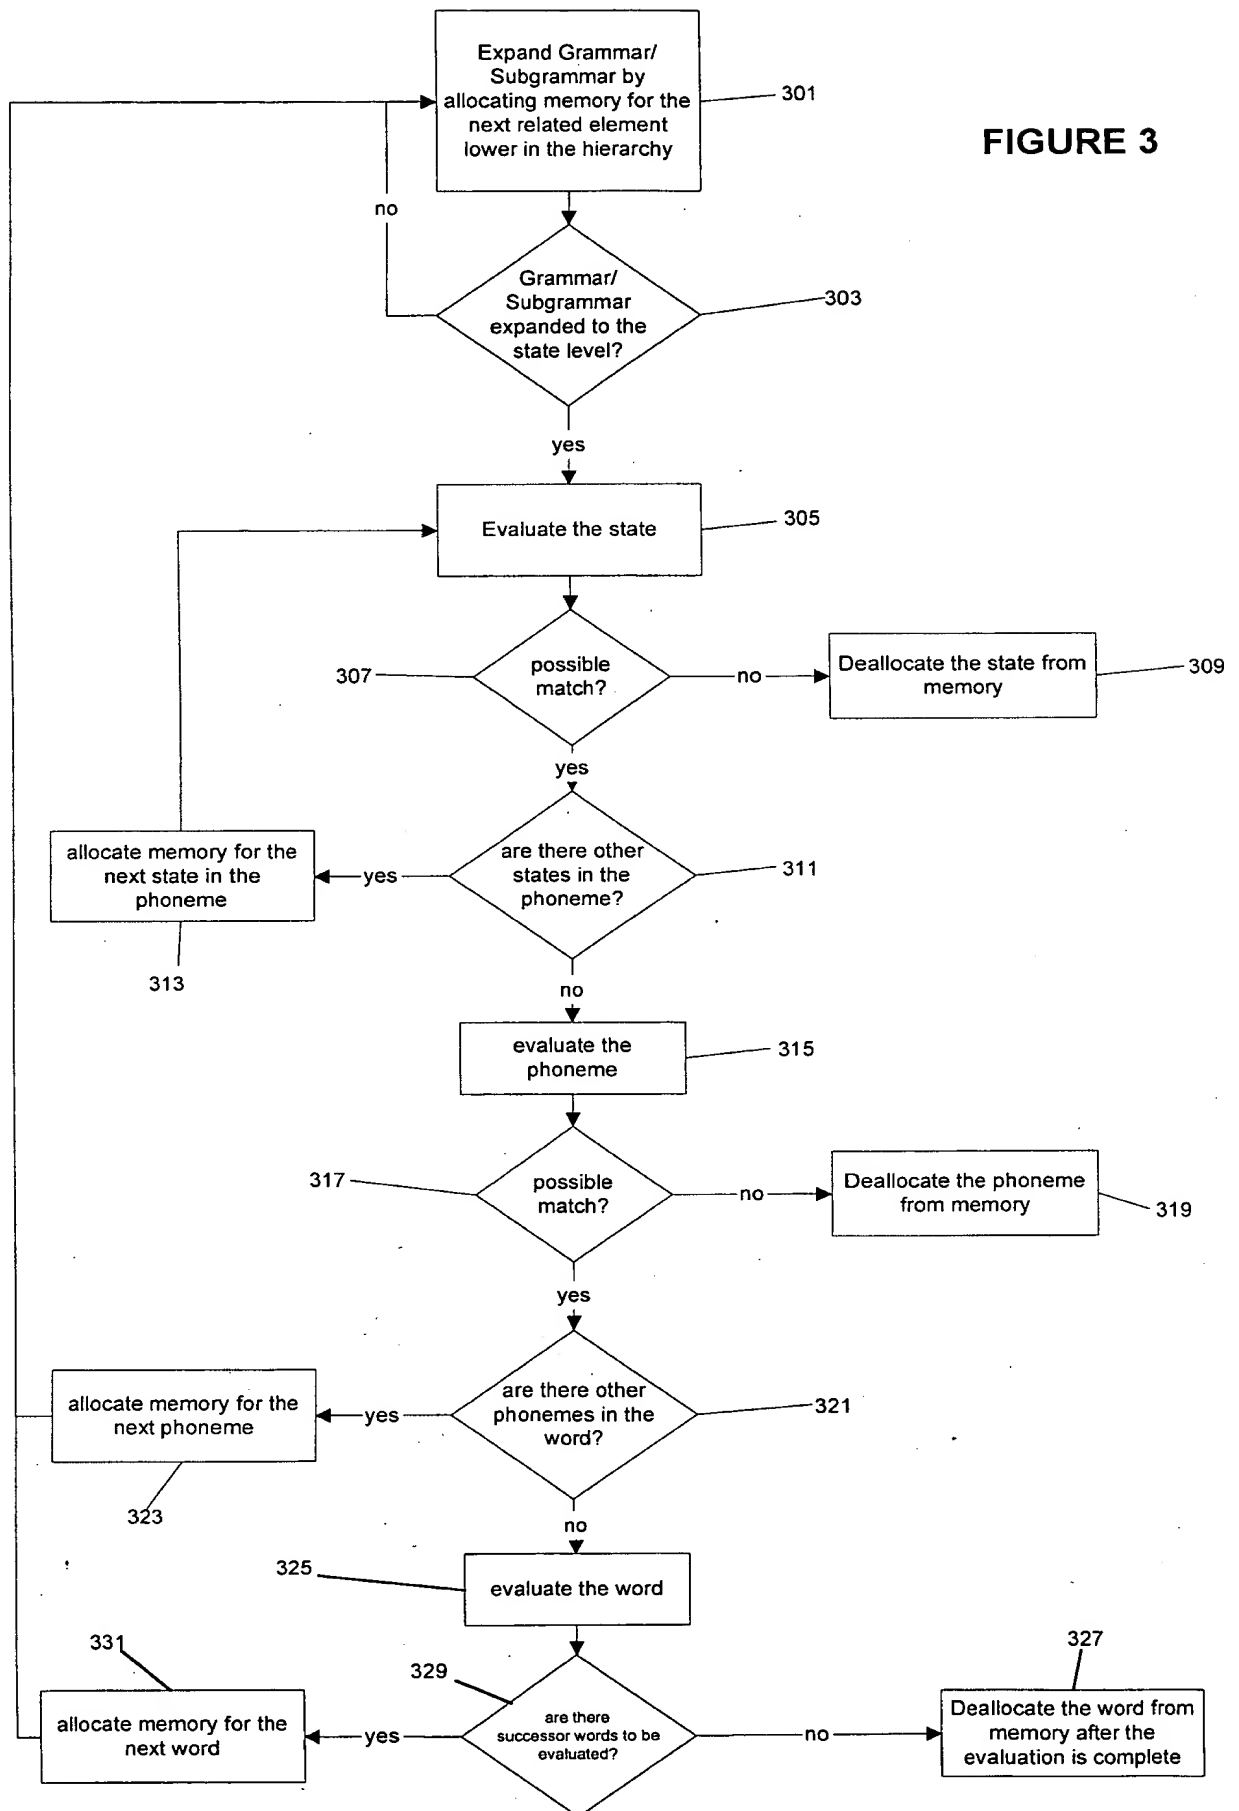 Expand Grammar/
Subgrammar by
allocating memory for the
next related element
lower in the hierarchy
301
FIGURE 3
no
Grammar/
Subgrammar
expanded to the
state level?
303
yes
Evaluate the state
305
possible
match?
307
no
Deallocate the state from
memory
309
yes
are there other
states in the
phoneme?
311
yes
allocate memory for the
next state in the
phoneme
313
no
evaluate the
phoneme
315
possible
match?
317
no
Deallocate the phoneme
from memory
319
yes
are there other
phonemes in the
word?
321
yes
allocate memory for the
next phoneme
323
no
evaluate the word
325
are there
successor words to be
evaluated?
329
yes
allocate memory for the
next word
331
no
Deallocate the word from
memory after the
evaluation is complete
327